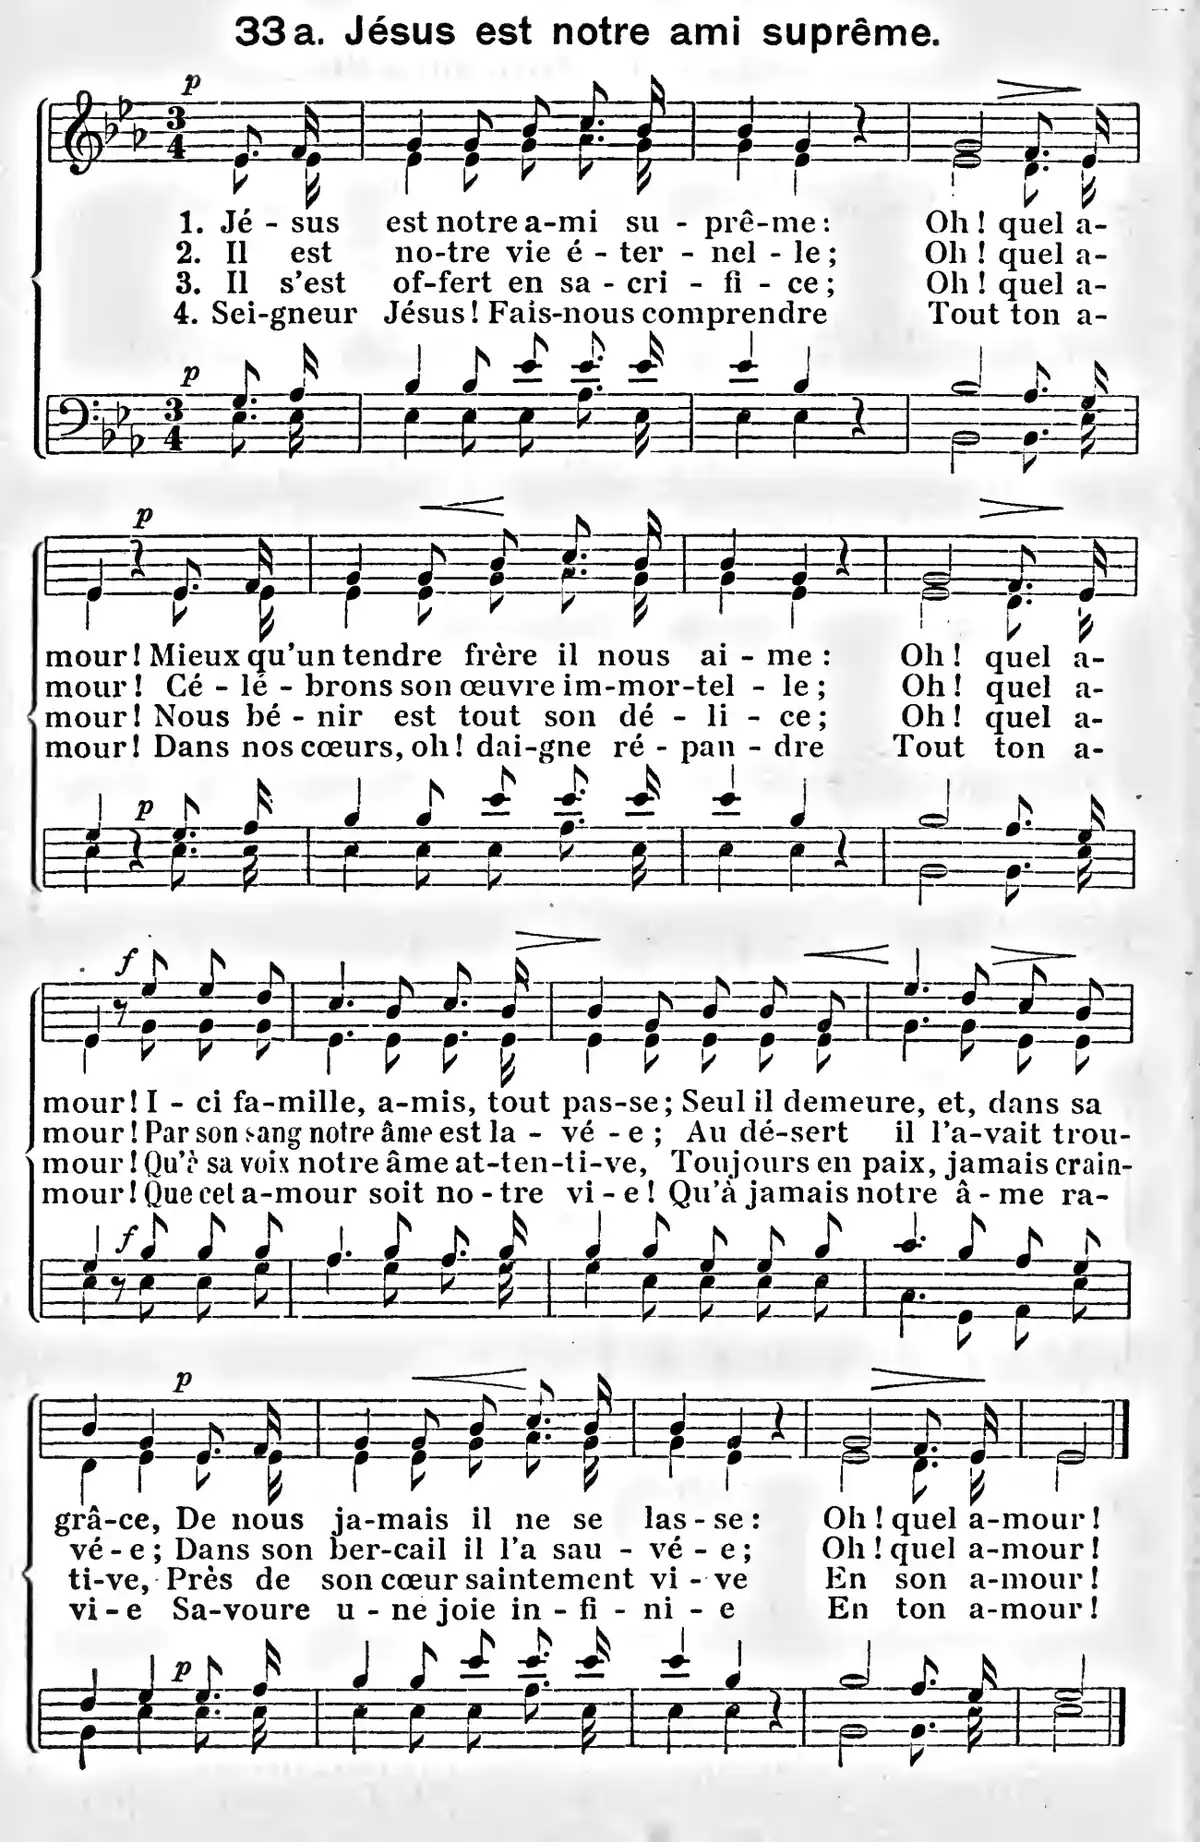 33a. Jésus est notre ami suprême.
p
3
4
1. Jé - sus est notre a-mi su - prê-me: Oh! quel a-
2. Il est no-tre vie é - ter - nel - le; Oh! quel a-
3. Il s'est of-fert en sa - cri - fi - ce; Oh! quel a-
4. Sei-gneur Jésus! Fais-nous comprendre Tout ton a-
p
3
4
p
mour! Mieux qu'un tendre frère il nous ai - me: Oh! quel a-
mour! Cé - lé - brons son œuvre im-mor-tel - le; Oh! quel a-
mour! Nous bé - nir est tout son dé - li - ce; Oh! quel a-
mour! Dans nos cœurs, oh! dai-gne ré - pan - dre Tout ton a-
p
f
mour! I - ci fa-mille, a-mis, tout pas-se; Seul il demeure, et, dans sa
mour! Par son sang notre âme est la - vé - e; Au dé-sert il l'a-vait trou-
mour! Qu'à sa voix notre âme at-ten-ti-ve, Toujours en paix, jamais crain-
mour! Que cet a-mour soit no-tre vi-e! Qu'à jamais notre â-me ra-
f
p
grâ-ce, De nous ja-mais il ne se las-se: Oh! quel a-mour!
vé-e; Dans son ber-cail il l'a sau - vé - e; Oh! quel a-mour!
ti-ve, Près de son cœur saintement vi - ve En son a-mour!
vi-e Sa-voure u - ne joie in - fi - ni - e En ton a-mour!
p